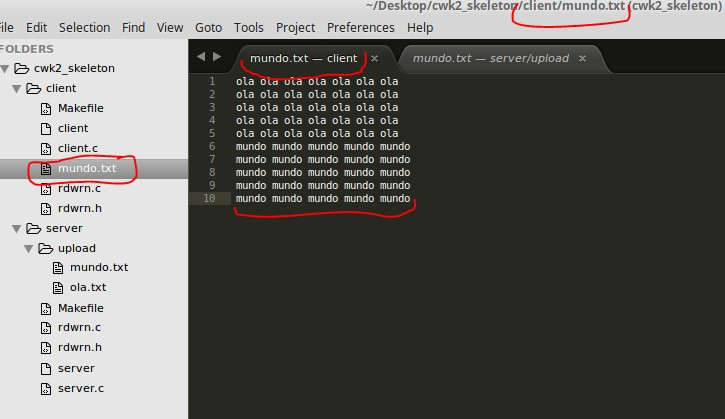 ~/Desktop/cwk2_skeleton/client/mundo.txt (cwk2_skeleton)
File Edit Selection Find View Goto Tools Project Preferences Help
FOLDERS
cwk2_skeleton
client
Makefile
client
client.c
mundo.txt
rdwrn.c
rdwrn.h
server
upload
mundo.txt
ola.txt
Makefile
rdwrn.c
rdwrn.h
server
server.c
mundo.txt — client × mundo.txt — server/upload ×
1 ola ola ola ola ola ola ola
2 ola ola ola ola ola ola ola
3 ola ola ola ola ola ola ola
4 ola ola ola ola ola ola ola
5 ola ola ola ola ola ola ola
6 mundo mundo mundo mundo mundo
7 mundo mundo mundo mundo mundo
8 mundo mundo mundo mundo mundo
9 mundo mundo mundo mundo mundo
10 mundo mundo mundo mundo mundo